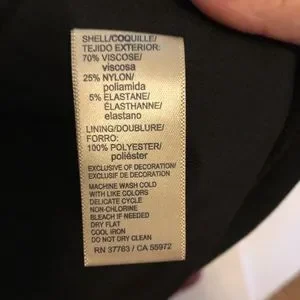 SHELL/COQUILLE/
TEJIDO EXTERIOR:
70% VISCOSE/
viscosa
25% NYLON/
poliamida
5% ELASTANE/
ÉLASTHANNE/
elastano
LINING/DOUBLURE/
FORRO:
100% POLYESTER/
poliéster
EXCLUSIVE OF DECORATION/
EXCLUSIF DE DECORATION
MACHINE WASH COLD
WITH LIKE COLORS
DELICATE CYCLE
NON-CHLORINE
BLEACH IF NEEDED
DRY FLAT
COOL IRON
DO NOT DRY CLEAN
RN 37763 / CA 55972